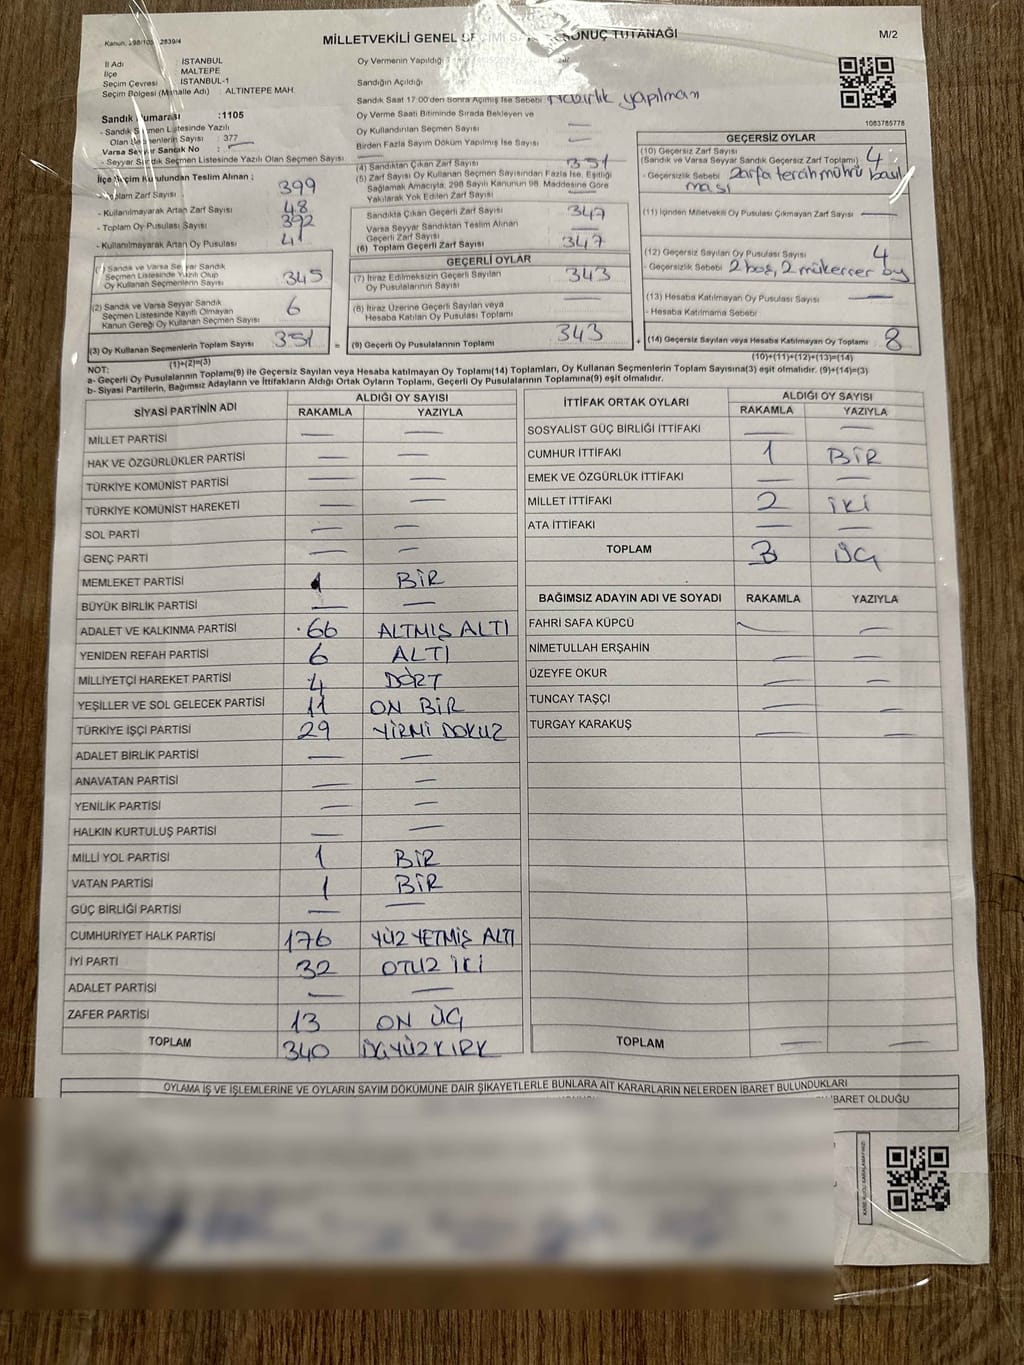 Kanun, 298/105 2839/4
MİLLETVEKİLİ GENEL SEÇİMİ SONUÇ TUTANAĞI
M/2
İl Adı : İSTANBUL
İlçe MALTEPE
Seçim Çevresi İSTANBUL-1
Seçim Bölgesi (Mahalle Adı) : ALTINTEPE MAH.
Sandık Numarası :1105
- Sandık Seçmen Listesinde Yazılı
Olan Seçmenlerin Sayısı : 377
Varsa Seyyar Sandık No :
- Seyyar Sandık Seçmen Listesinde Yazılı Olan Seçmen Sayısı
İlçe Seçim Kurulundan Teslim Alınan ;
- Toplam Zarf Sayısı 399
- Kullanılmayarak Artan Zarf Sayısı 48
- Toplam Oy Pusulası Sayısı 392
- Kullanılmayarak Artan Oy Pusulası 41
(1) Sandık ve Varsa Seyyar Sandık
Seçmen Listesinde Yazılı Olup
Oy Kullanan Seçmenlerin Sayısı 345
(2) Sandık ve Varsa Seyyar Sandık
Seçmen Listesinde Kayıtlı Olmayan
Kanun Gereği Oy Kullanan Seçmen Sayısı 6
(3) Oy Kullanan Seçmenlerin Toplam Sayısı 351
(1)+(2)=(3)
Oy Vermenin Yapıldığı
Sandığın Açıldığı
Sandık Saat 17:00'den Sonra Açılmış İse Sebebi Hazırlık yapılması
Oy Verme Saati Bitiminde Sırada Bekleyen ve
Oy Kullandırılan Seçmen Sayısı —
Birden Fazla Sayım Döküm Yapılmış İse Sayısı —
(4) Sandıktan Çıkan Zarf Sayısı 351
(5) Zarf Sayısı Oy Kullanan Seçmen Sayısından Fazla İse, Eşitliği
Sağlamak Amacıyla, 298 Sayılı Kanunun 98. Maddesine Göre
Yakılarak Yok Edilen Zarf Sayısı —
Sandıkta Çıkan Geçerli Zarf Sayısı 347
Varsa Seyyar Sandıktan Teslim Alınan
Geçerli Zarf Sayısı —
(6) Toplam Geçerli Zarf Sayısı 347
GEÇERLİ OYLAR
(7) İtiraz Edilmeksizin Geçerli Sayılan
Oy Pusulalarının Sayısı 343
(8) İtiraz Üzerine Geçerli Sayılan veya
Hesaba Katılan Oy Pusulası Toplamı —
= (9) Geçerli Oy Pusulalarının Toplamı 343
1083785778
GEÇERSİZ OYLAR
(10) Geçersiz Zarf Sayısı
(Sandık ve Varsa Seyyar Sandık Geçersiz Zarf Toplamı) 4
- Geçersizlik Sebebi zarfa tercih mührü basıl
ması
(11) İçinden Milletvekili Oy Pusulası Çıkmayan Zarf Sayısı —
(12) Geçersiz Sayılan Oy Pusulası Sayısı 4
- Geçersizlik Sebebi 2 boş, 2 mükerrer oy
(13) Hesaba Katılmayan Oy Pusulası Sayısı —
- Hesaba Katılmama Sebebi
+ (14) Geçersiz Sayılan veya Hesaba Katılmayan Oy Toplamı 8
(10)+(11)+(12)+(13)=(14)
NOT:
a- Geçerli Oy Pusulalarının Toplamı(9) ile Geçersiz Sayılan veya Hesaba katılmayan Oy Toplamı(14) Toplamları, Oy Kullanan Seçmenlerin Toplam Sayısına(3) eşit olmalıdır. (9)+(14)=(3)
b- Siyasi Partilerin, Bağımsız Adayların ve İttifakların Aldığı Ortak Oyların Toplamı, Geçerli Oy Pusulalarının Toplamına(9) eşit olmalıdır.
SİYASİ PARTİNİN ADI ALDIĞI OY SAYISI
RAKAMLA YAZIYLA
MİLLET PARTİSİ — —
HAK VE ÖZGÜRLÜKLER PARTİSİ — —
TÜRKİYE KOMÜNİST PARTİSİ — —
TÜRKİYE KOMÜNİST HAREKETİ — —
SOL PARTİ — —
GENÇ PARTİ — —
MEMLEKET PARTİSİ 1 BİR
BÜYÜK BİRLİK PARTİSİ — —
ADALET VE KALKINMA PARTİSİ 66 ALTMIŞ ALTI
YENİDEN REFAH PARTİSİ 6 ALTI
MİLLİYETÇİ HAREKET PARTİSİ 4 DÖRT
YEŞİLLER VE SOL GELECEK PARTİSİ 11 ON BİR
TÜRKİYE İŞÇİ PARTİSİ 29 YİRMİ DOKUZ
ADALET BİRLİK PARTİSİ — —
ANAVATAN PARTİSİ — —
YENİLİK PARTİSİ — —
HALKIN KURTULUŞ PARTİSİ — —
MİLLİ YOL PARTİSİ 1 BİR
VATAN PARTİSİ 1 BİR
GÜÇ BİRLİĞİ PARTİSİ — —
CUMHURİYET HALK PARTİSİ 176 YÜZ YETMİŞ ALTI
İYİ PARTİ 32 OTUZ İKİ
ADALET PARTİSİ — —
ZAFER PARTİSİ 13 ON ÜÇ
TOPLAM 340 ÜÇYÜZ KIRK
İTTİFAK ORTAK OYLARI ALDIĞI OY SAYISI
RAKAMLA YAZIYLA
SOSYALİST GÜÇ BİRLİĞİ İTTİFAKI — —
CUMHUR İTTİFAKI 1 BİR
EMEK VE ÖZGÜRLÜK İTTİFAKI — —
MİLLET İTTİFAKI 2 İKİ
ATA İTTİFAKI — —
TOPLAM 3 ÜÇ
BAĞIMSIZ ADAYIN ADI VE SOYADI RAKAMLA YAZIYLA
FAHRİ SAFA KÜPCÜ — —
NİMETULLAH ERŞAHİN — —
ÜZEYFE OKUR — —
TUNCAY TAŞÇI — —
TURGAY KARAKUŞ — —
TOPLAM — —
OYLAMA İŞ VE İŞLEMLERİNE VE OYLARIN SAYIM DÖKÜMÜNE DAİR ŞİKAYETLERLE BUNLARA AİT KARARLARIN NELERDEN İBARET BULUNDUKLARI
İBARET OLDUĞU